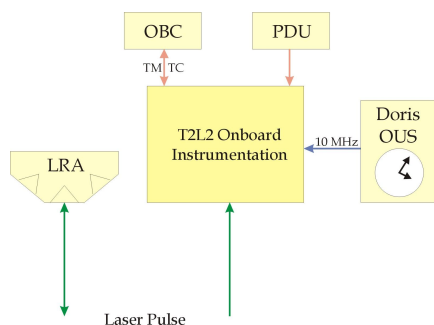 OBC
PDU
TM TC
T2L2 Onboard
Instrumentation
10 MHz
Doris
OUS
LRA
Laser Pulse